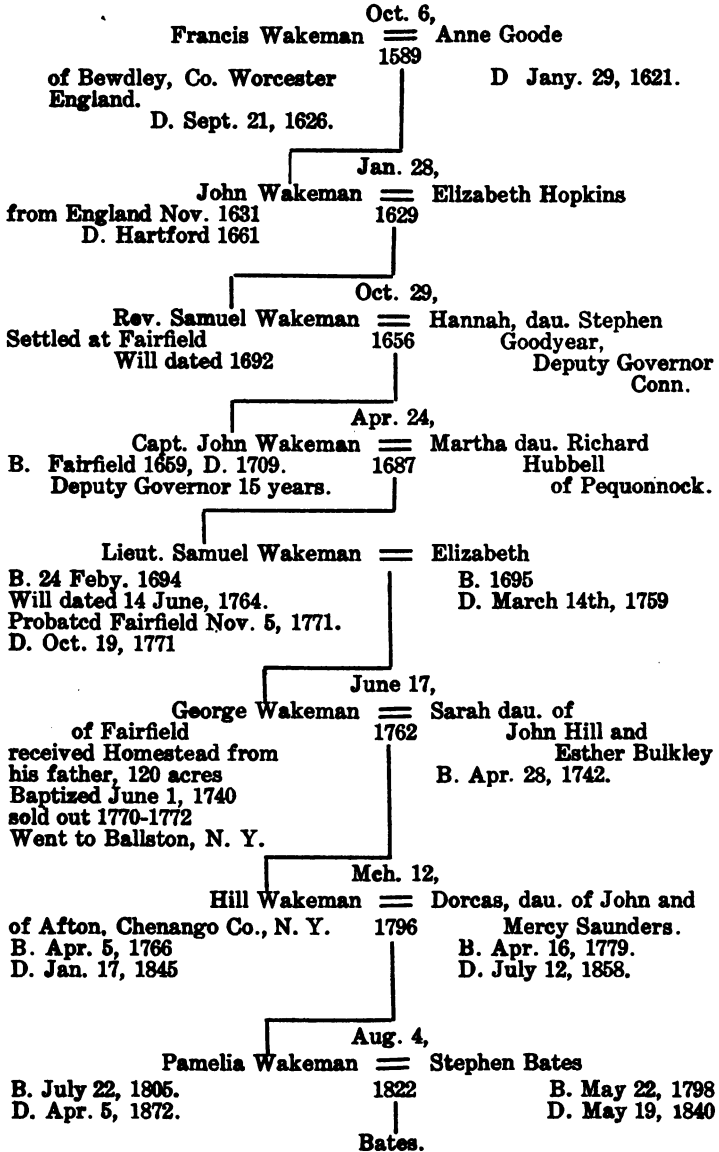 Oct. 6,
Francis Wakeman = Anne Goode
1589
of Bewdley, Co. Worcester
England.
D. Sept. 21, 1626.
D Jany. 29, 1621.
Jan. 28,
John Wakeman = Elizabeth Hopkins
1629
from England Nov. 1631
D. Hartford 1661
Oct. 29,
Rev. Samuel Wakeman = Hannah, dau. Stephen
1656
Goodyear,
Deputy Governor
Conn.
Settled at Fairfield
Will dated 1692
Apr. 24,
Capt. John Wakeman = Martha dau. Richard
1687
Hubbell
of Pequonnock.
B. Fairfield 1659, D. 1709.
Deputy Governor 15 years.
Lieut. Samuel Wakeman = Elizabeth
B. 24 Feby. 1694
Will dated 14 June, 1764.
Probated Fairfield Nov. 5, 1771.
D. Oct. 19, 1771
B. 1695
D. March 14th, 1759
June 17,
George Wakeman = Sarah dau. of
1762
John Hill and
Esther Bulkley
B. Apr. 28, 1742.
of Fairfield
received Homestead from
his father, 120 acres
Baptized June 1, 1740
sold out 1770-1772
Went to Ballston, N. Y.
Mch. 12,
Hill Wakeman = Dorcas, dau. of John and
1796
Mercy Saunders.
of Afton, Chenango Co., N. Y.
B. Apr. 5, 1766
D. Jan. 17, 1845
B. Apr. 16, 1779.
D. July 12, 1858.
Aug. 4,
Pamelia Wakeman = Stephen Bates
1822
B. July 22, 1805.
D. Apr. 5, 1872.
B. May 22, 1798
D. May 19, 1840
Bates.